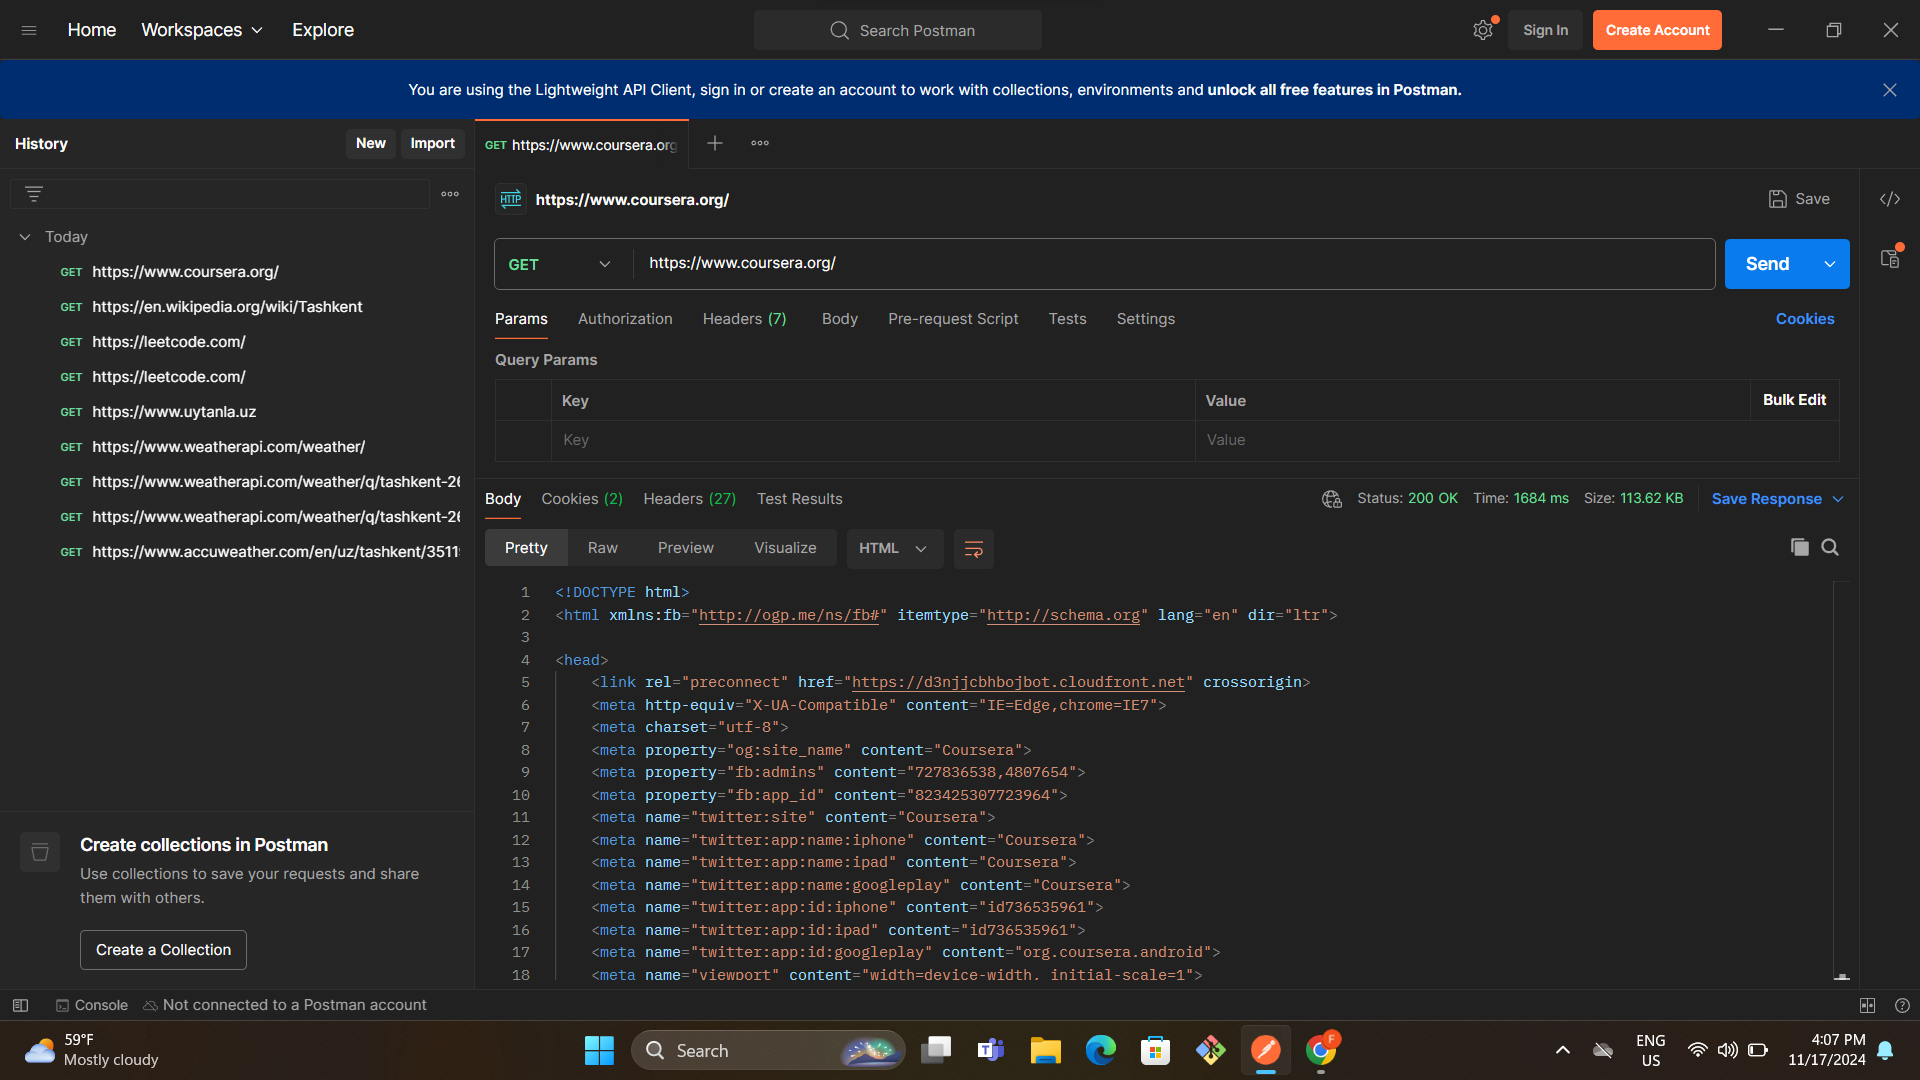 Home Workspaces Explore Search Postman Sign In Create Account
You are using the Lightweight API Client, sign in or create an account to work with collections, environments and unlock all free features in Postman.
History New Import
GET https://www.coursera.org
HTTP https://www.coursera.org/ Save
Today
GET https://www.coursera.org/
GET https://en.wikipedia.org/wiki/Tashkent
GET https://leetcode.com/
GET https://leetcode.com/
GET https://www.uytanla.uz
GET https://www.weatherapi.com/weather/
GET https://www.weatherapi.com/weather/q/tashkent-26
GET https://www.weatherapi.com/weather/q/tashkent-26
GET https://www.accuweather.com/en/uz/tashkent/3511
Create collections in Postman
Use collections to save your requests and share
them with others.
Create a Collection
GET https://www.coursera.org/ Send
Params Authorization Headers (7) Body Pre-request Script Tests Settings Cookies
Query Params
Key Value Bulk Edit
Key Value
Body Cookies (2) Headers (27) Test Results Status: 200 OK Time: 1684 ms Size: 113.62 KB Save Response
Pretty Raw Preview Visualize HTML
1 <!DOCTYPE html>
2 <html xmlns:fb="http://ogp.me/ns/fb#" itemtype="http://schema.org" lang="en" dir="ltr">
3
4 <head>
5 <link rel="preconnect" href="https://d3njjcbhbojbot.cloudfront.net" crossorigin>
6 <meta http-equiv="X-UA-Compatible" content="IE=Edge,chrome=IE7">
7 <meta charset="utf-8">
8 <meta property="og:site_name" content="Coursera">
9 <meta property="fb:admins" content="727836538,4807654">
10 <meta property="fb:app_id" content="823425307723964">
11 <meta name="twitter:site" content="Coursera">
12 <meta name="twitter:app:name:iphone" content="Coursera">
13 <meta name="twitter:app:name:ipad" content="Coursera">
14 <meta name="twitter:app:name:googleplay" content="Coursera">
15 <meta name="twitter:app:id:iphone" content="id736535961">
16 <meta name="twitter:app:id:ipad" content="id736535961">
17 <meta name="twitter:app:id:googleplay" content="org.coursera.android">
18 <meta name="viewport" content="width=device-width, initial-scale=1">
Console Not connected to a Postman account
59°F
Mostly cloudy
Search
ENG
US
4:07 PM
11/17/2024